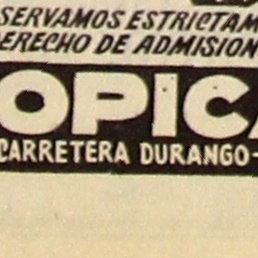 SERVAMOS ESTRICTAM
ERECHO DE ADMISION
OPICA
CARRETERA DURANGO-